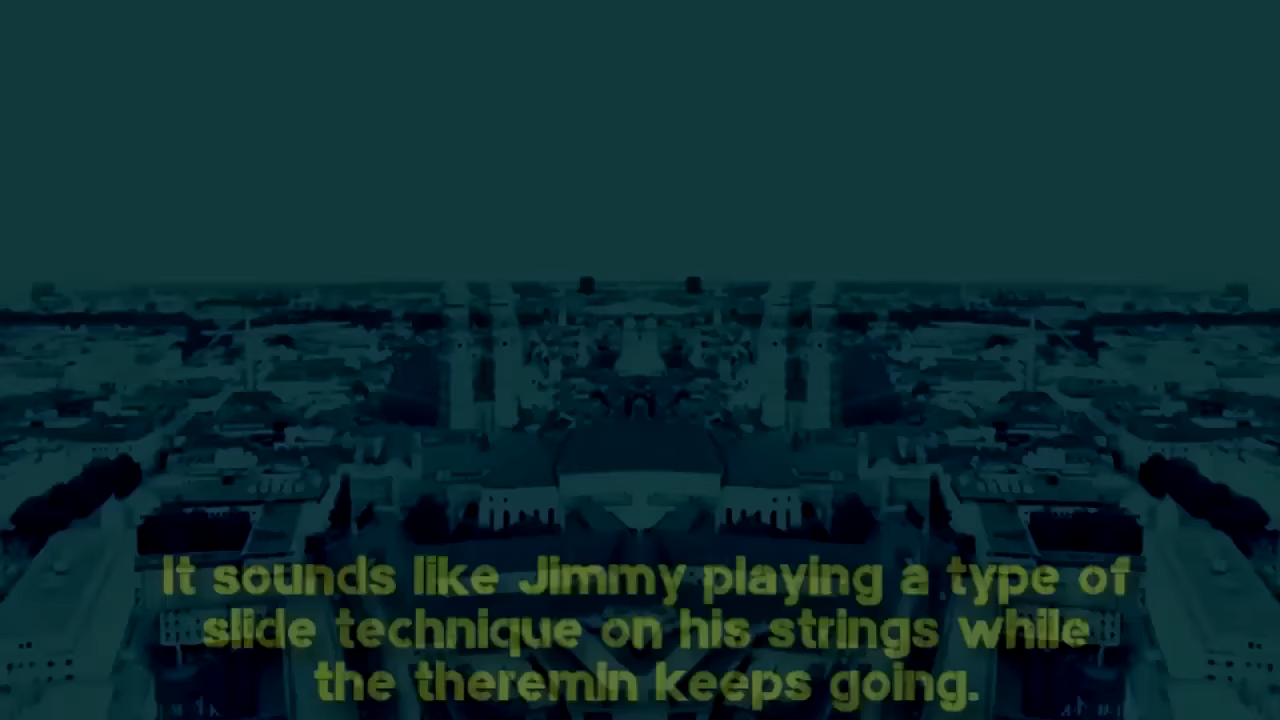 It sounds like Jimmy playing a type of
slide technique on his strings while
the theremin keeps going.